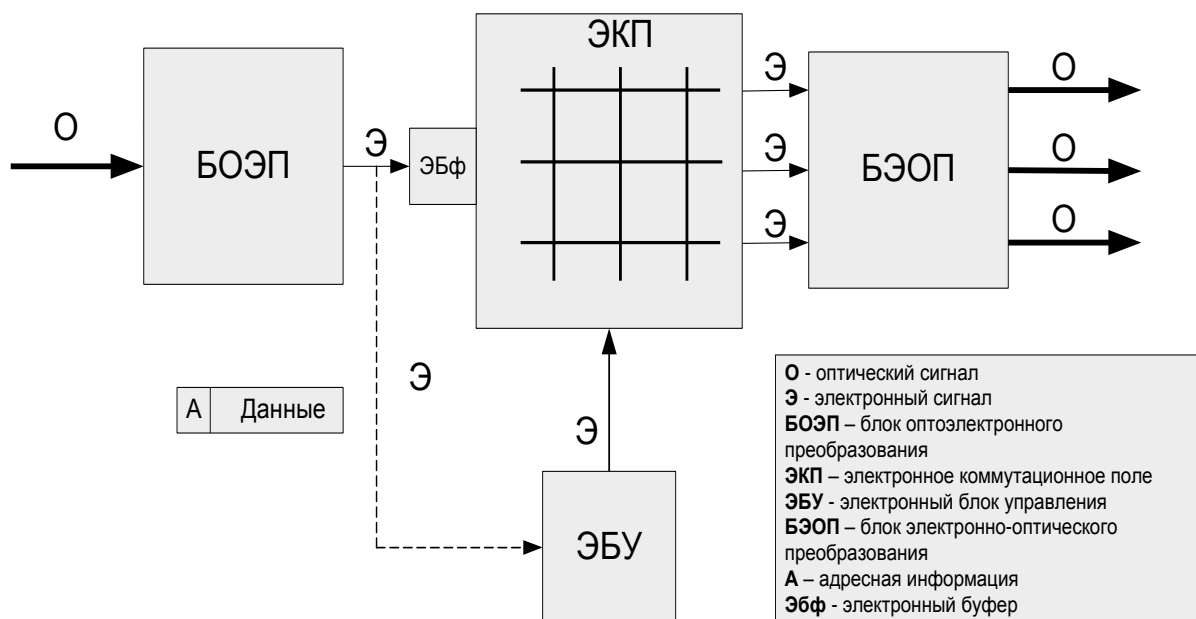 ЭКП
О
БОЭП
Э
ЭБф
Э
Э
Э
БЭОП
О
О
О
Э
А Данные
Э
ЭБУ
О - оптический сигнал
Э - электронный сигнал
БОЭП – блок оптоэлектронного
преобразования
ЭКП – электронное коммутационное поле
ЭБУ - электронный блок управления
БЭОП – блок электронно-оптического
преобразования
А – адресная информация
Эбф - электронный буфер